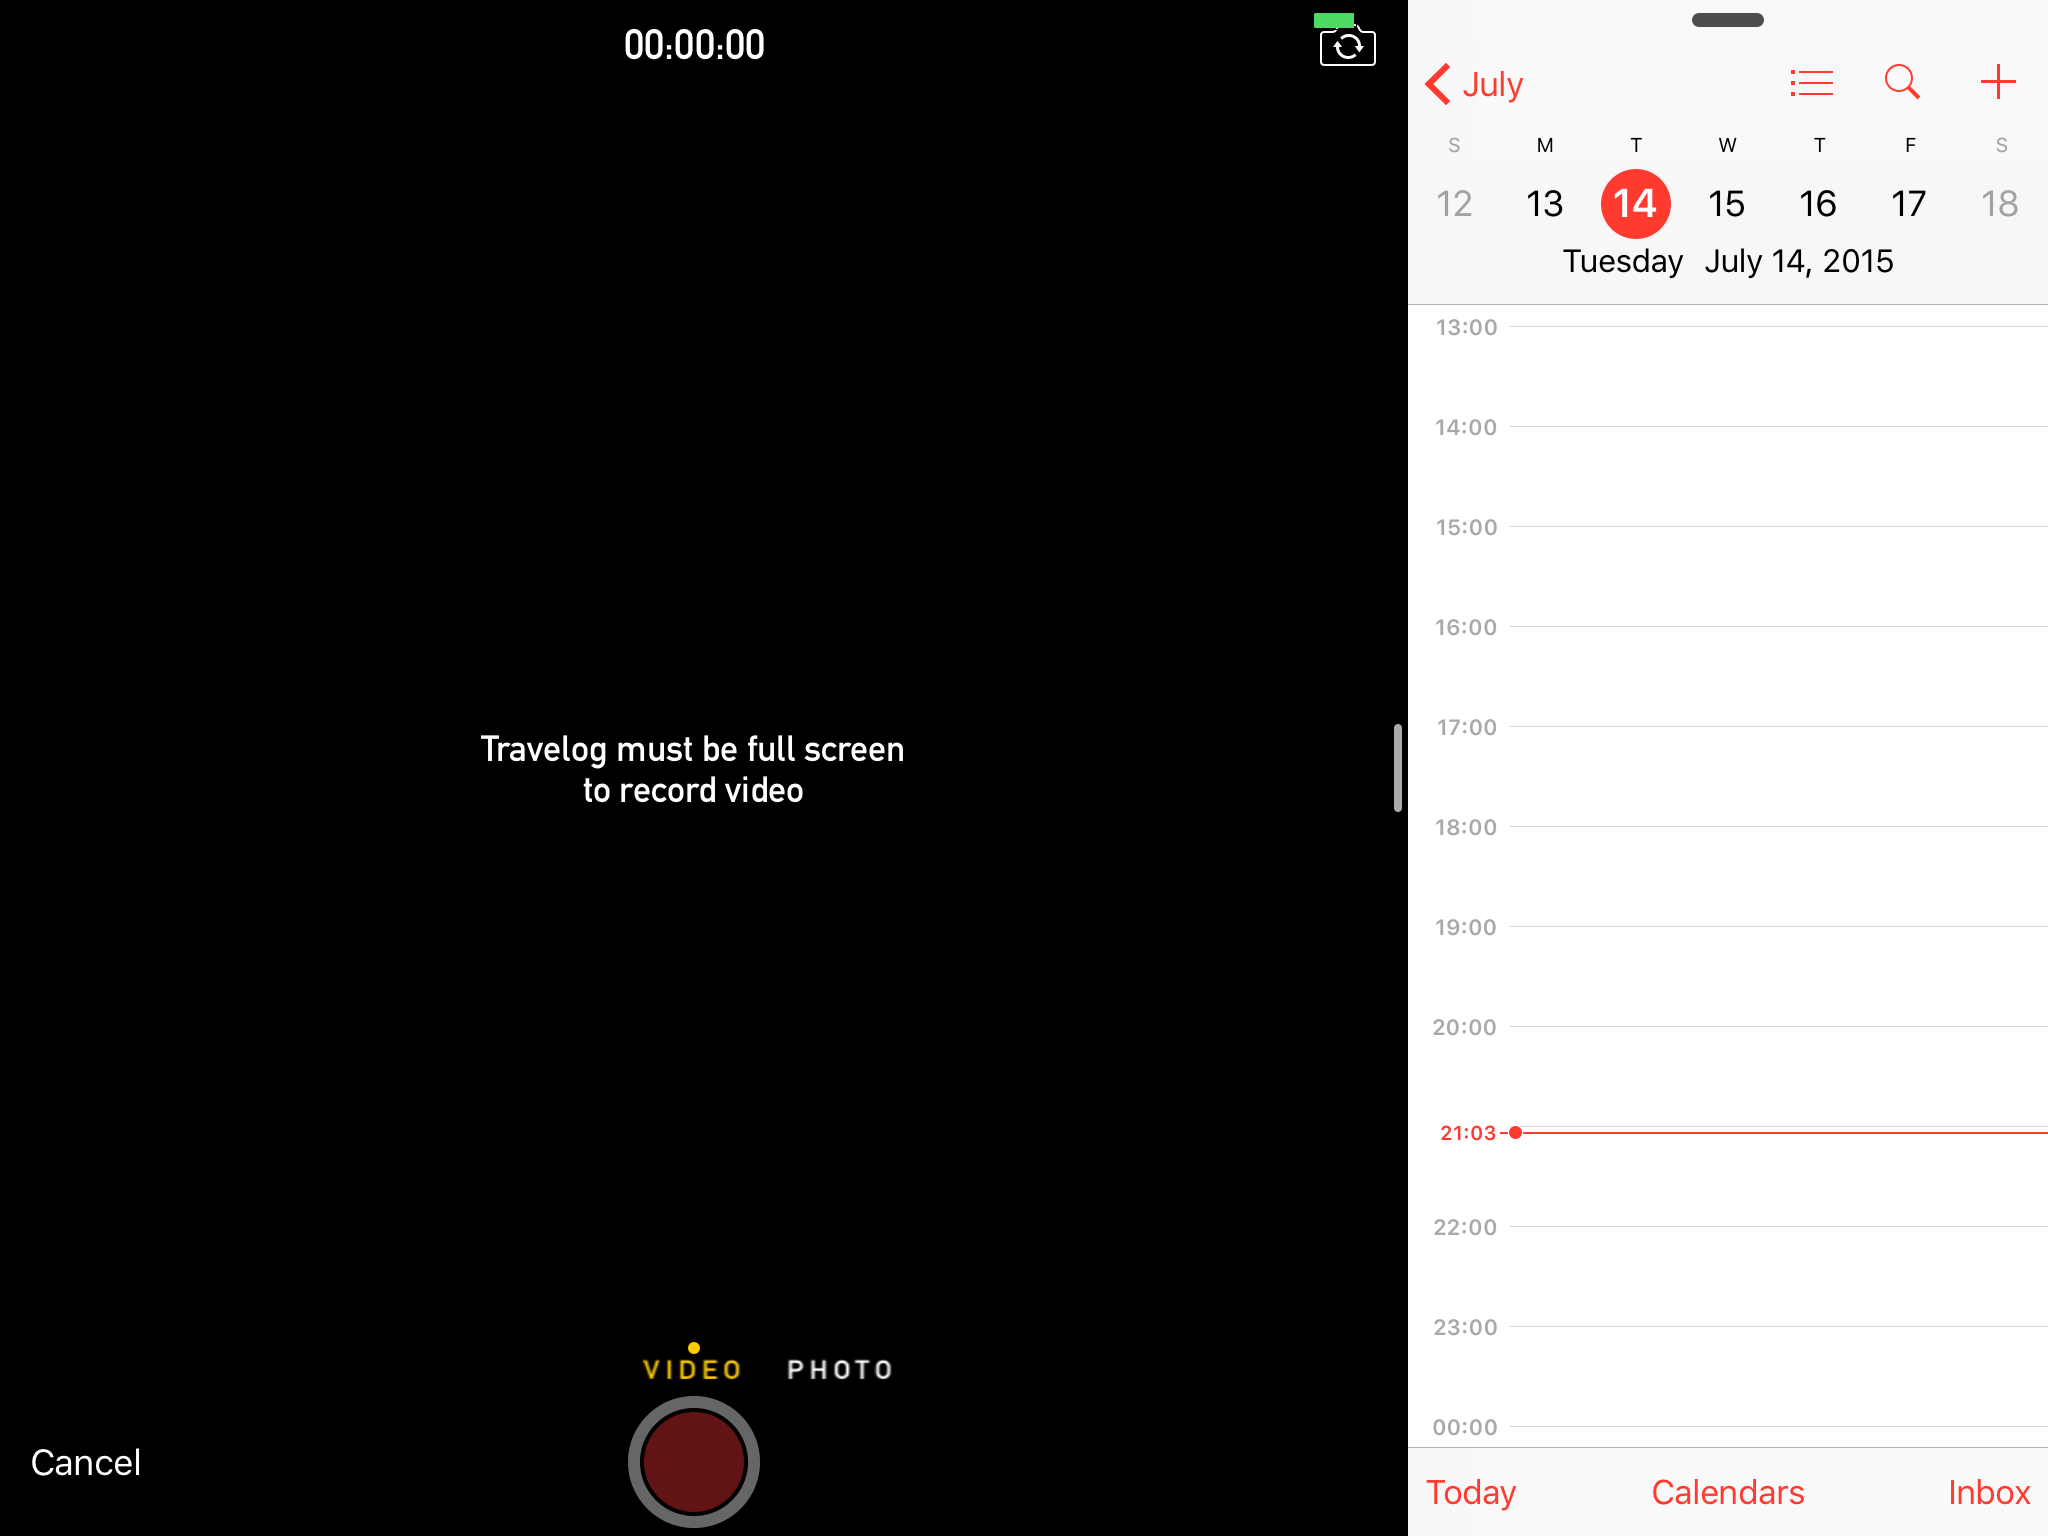 00:00:00
Travelog must be full screen
to record video
VIDEO PHOTO
Cancel
July
S M T W T F S
12 13 14 15 16 17 18
Tuesday July 14, 2015
13:00
14:00
15:00
16:00
17:00
18:00
19:00
20:00
21:03
22:00
23:00
00:00
Today Calendars Inbox